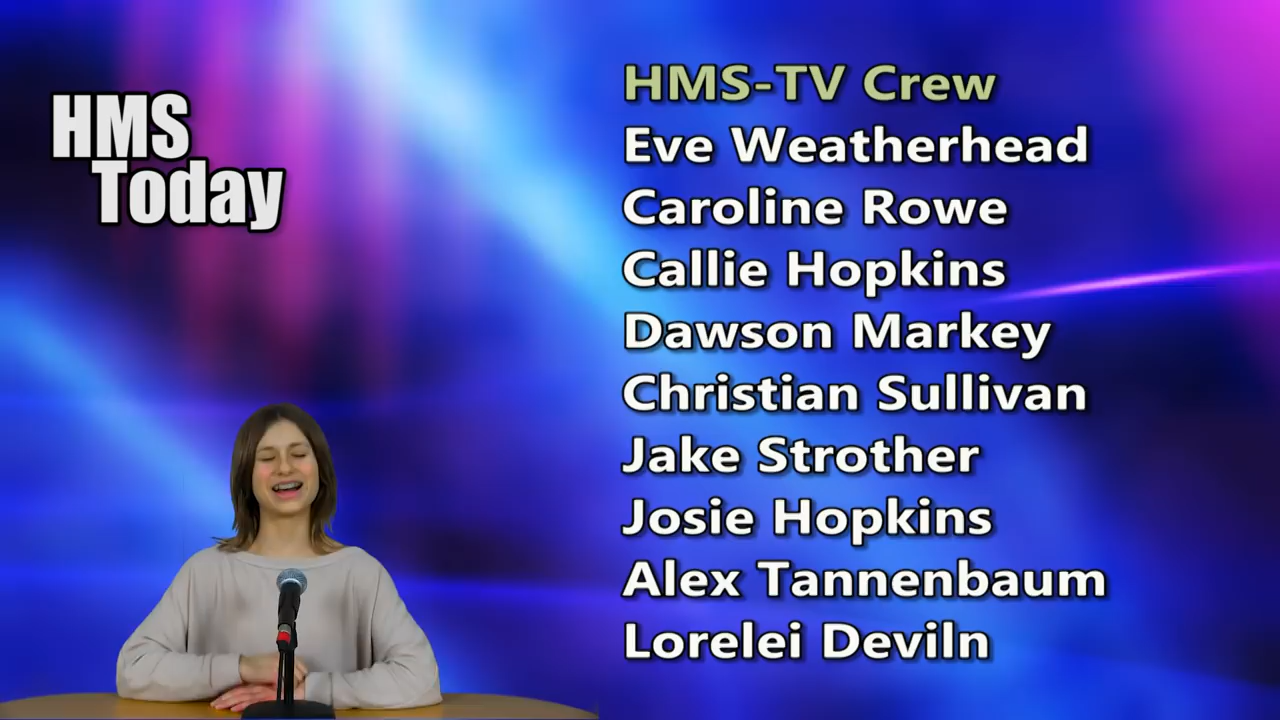 HMS
Today
HMS-TV Crew
Eve Weatherhead
Caroline Rowe
Callie Hopkins
Dawson Markey
Christian Sullivan
Jake Strother
Josie Hopkins
Alex Tannenbaum
Lorelei Deviln